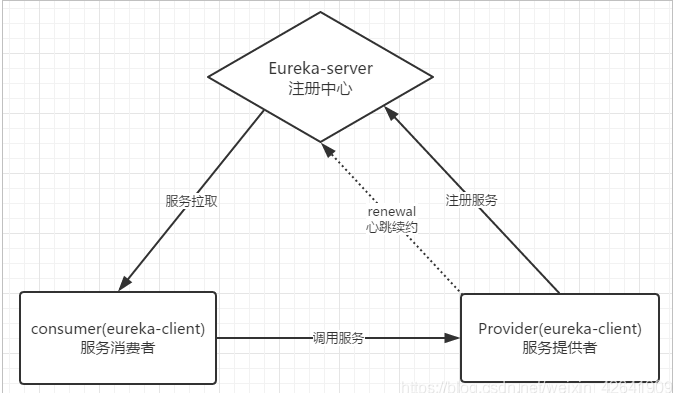 Eureka-server
注册中心
服务拉取
renewal
心跳续约
注册服务
consumer(eureka-client)
服务消费者
调用服务
Provider(eureka-client)
服务提供者